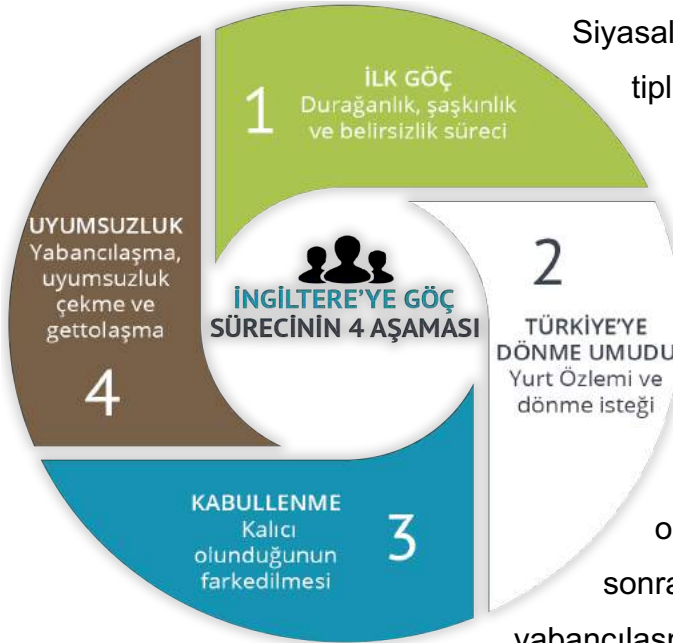 Siyasal
tipl
1
İLK GÖÇ
Durağanlık, şaşkınlık
ve belirsizlik süreci
2
TÜRKİYE'YE
DÖNME UMUDU
Yurt Özlemi ve
dönme isteği
İNGİLTERE'YE GÖÇ
SÜRECİNİN 4 AŞAMASI
UYUMSUZLUK
Yabancılaşma,
uyumsuzluk
çekme ve
gettolaşma
4
KABULLENME
Kalıcı
olunduğunun
farkedilmesi
3
o
sonra
yabancılaşm